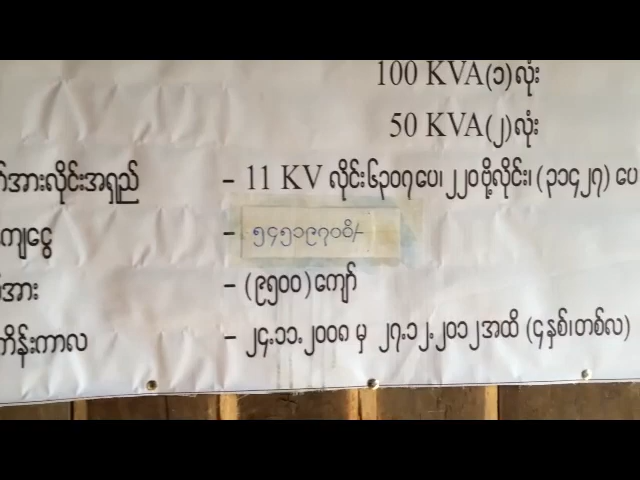 100 KVA(၁)လုံး
50 KVA(၂)လုံး
အားလိုင်းအရှည် - 11 KV လိုင်း ၆၃၀၇ပေ၊ ၂၂၀ဗို့လိုင်း၊ (၃၁၄၂၇) ပေ
ကျငွေ - ၅၄၅၁၉၇၀၀ိ/-
အား - (၉၅၀၀) ကျော်
ကိန်းကာလ - ၂၄.၁၁.၂၀၀၈ မှ ၂၇.၁၂.၂၀၁၂အထိ (၄နှစ်၊တစ်လ)